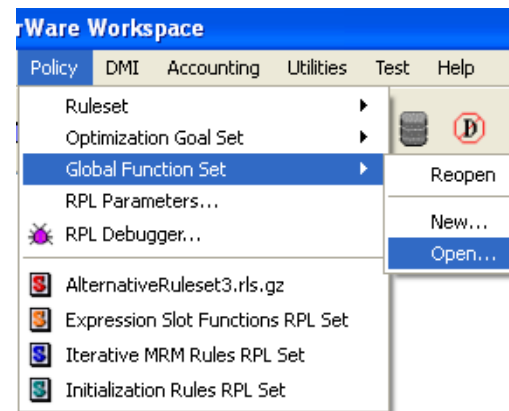 rWare Workspace
Policy DMI Accounting Utilities Test Help
Ruleset
Optimization Goal Set
Global Function Set
Reopen
RPL Parameters...
New...
RPL Debugger...
Open...
AlternativeRuleset3.rls.gz
Expression Slot Functions RPL Set
Iterative MRM Rules RPL Set
Initialization Rules RPL Set